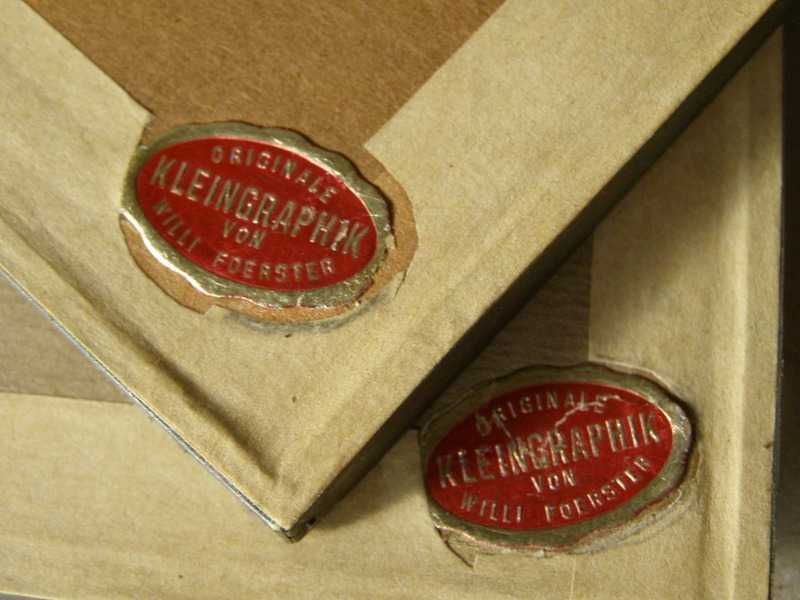 ORIGINALE
KLEINGRAPHIK
VON
WILLI FOERSTER
ORIGINALE
KLEINGRAPHIK
VON
WILLI FOERSTER